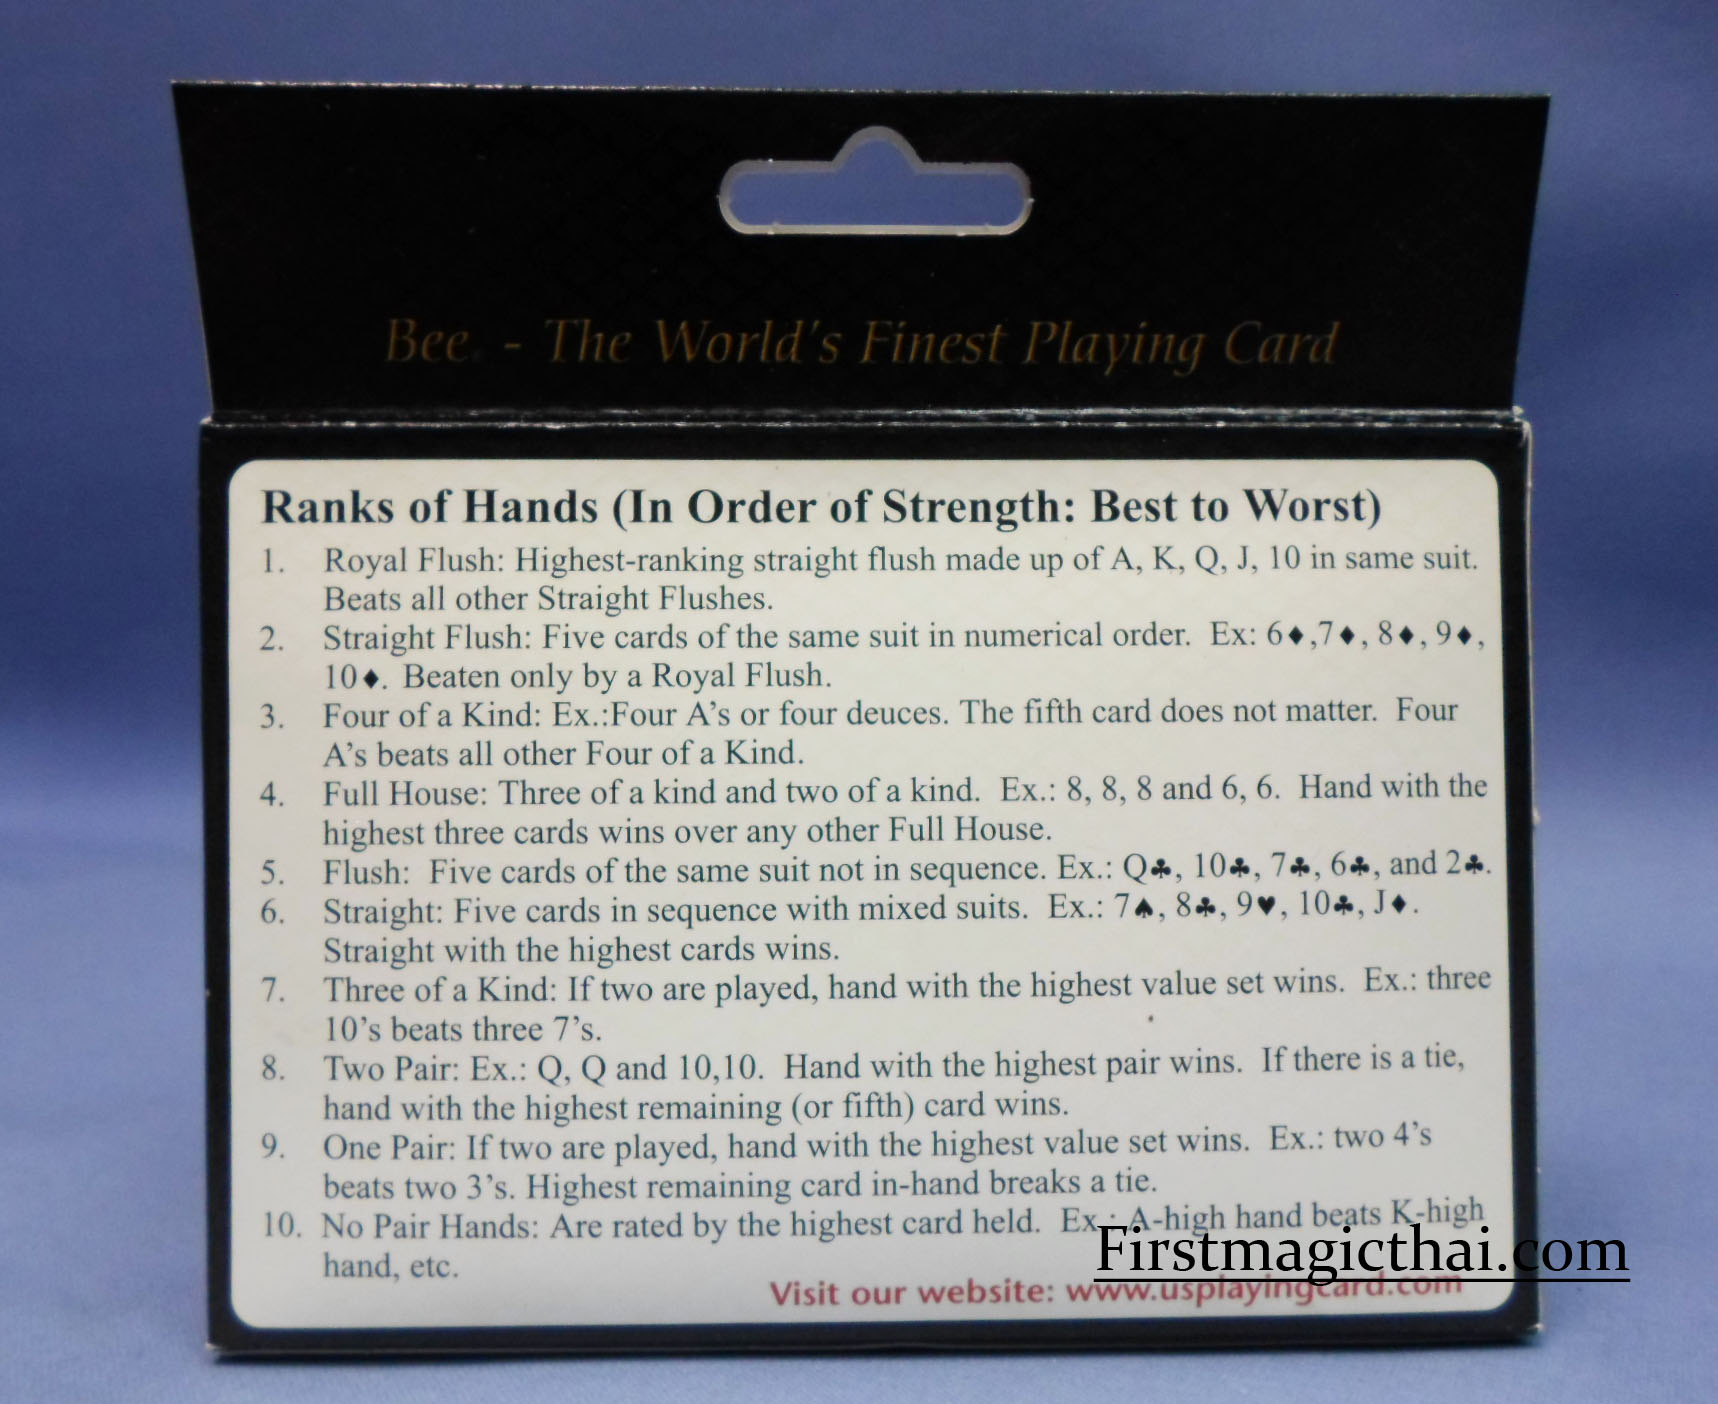 Bee - The World's Finest Playing Card
Ranks of Hands (In Order of Strength: Best to Worst)
1. Royal Flush: Highest-ranking straight flush made up of A, K, Q, J, 10 in same suit.
Beats all other Straight Flushes.
2. Straight Flush: Five cards of the same suit in numerical order. Ex: 6♦,7♦, 8♦, 9♦,
10♦. Beaten only by a Royal Flush.
3. Four of a Kind: Ex.:Four A's or four deuces. The fifth card does not matter. Four
A's beats all other Four of a Kind.
4. Full House: Three of a kind and two of a kind. Ex.: 8, 8, 8 and 6, 6. Hand with the
highest three cards wins over any other Full House.
5. Flush: Five cards of the same suit not in sequence. Ex.: Q♣, 10♣, 7♣, 6♣, and 2♣.
6. Straight: Five cards in sequence with mixed suits. Ex.: 7♠, 8♣, 9♥, 10♣, J♦.
Straight with the highest cards wins.
7. Three of a Kind: If two are played, hand with the highest value set wins. Ex.: three
10's beats three 7's.
8. Two Pair: Ex.: Q, Q and 10,10. Hand with the highest pair wins. If there is a tie,
hand with the highest remaining (or fifth) card wins.
9. One Pair: If two are played, hand with the highest value set wins. Ex.: two 4's
beats two 3's. Highest remaining card in-hand breaks a tie.
10. No Pair Hands: Are rated by the highest card held. Ex.: A-high hand beats K-high
hand, etc.
Firstmagicthai.com
Visit our website: www.usplayingcard.com